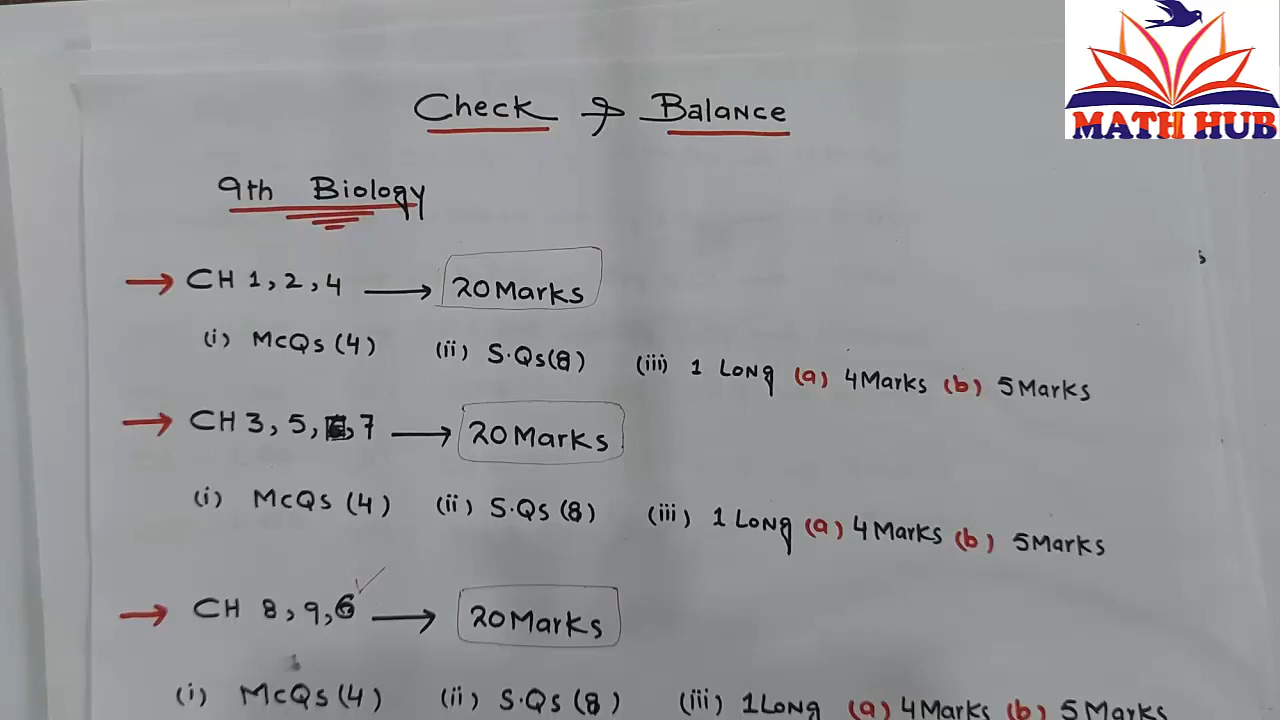 MATH HUB
Check & Balance
9th Biology
→ CH 1, 2, 4 → 20 Marks
(i) McQs (4) (ii) S.Qs(8) (iii) 1 LoNg (a) 4 Marks (b) 5 Marks
→ CH 3, 5, , 7 → 20 Marks
(i) McQs (4) (ii) S.Qs (8) (iii) 1 LoNg (a) 4 Marks (b) 5 Marks
→ CH 8, 9, 6 → 20 Marks
(i) McQs (4) (ii) S.Qs (8) (iii) 1 LoNg (a) 4 Marks (b) 5 Marks